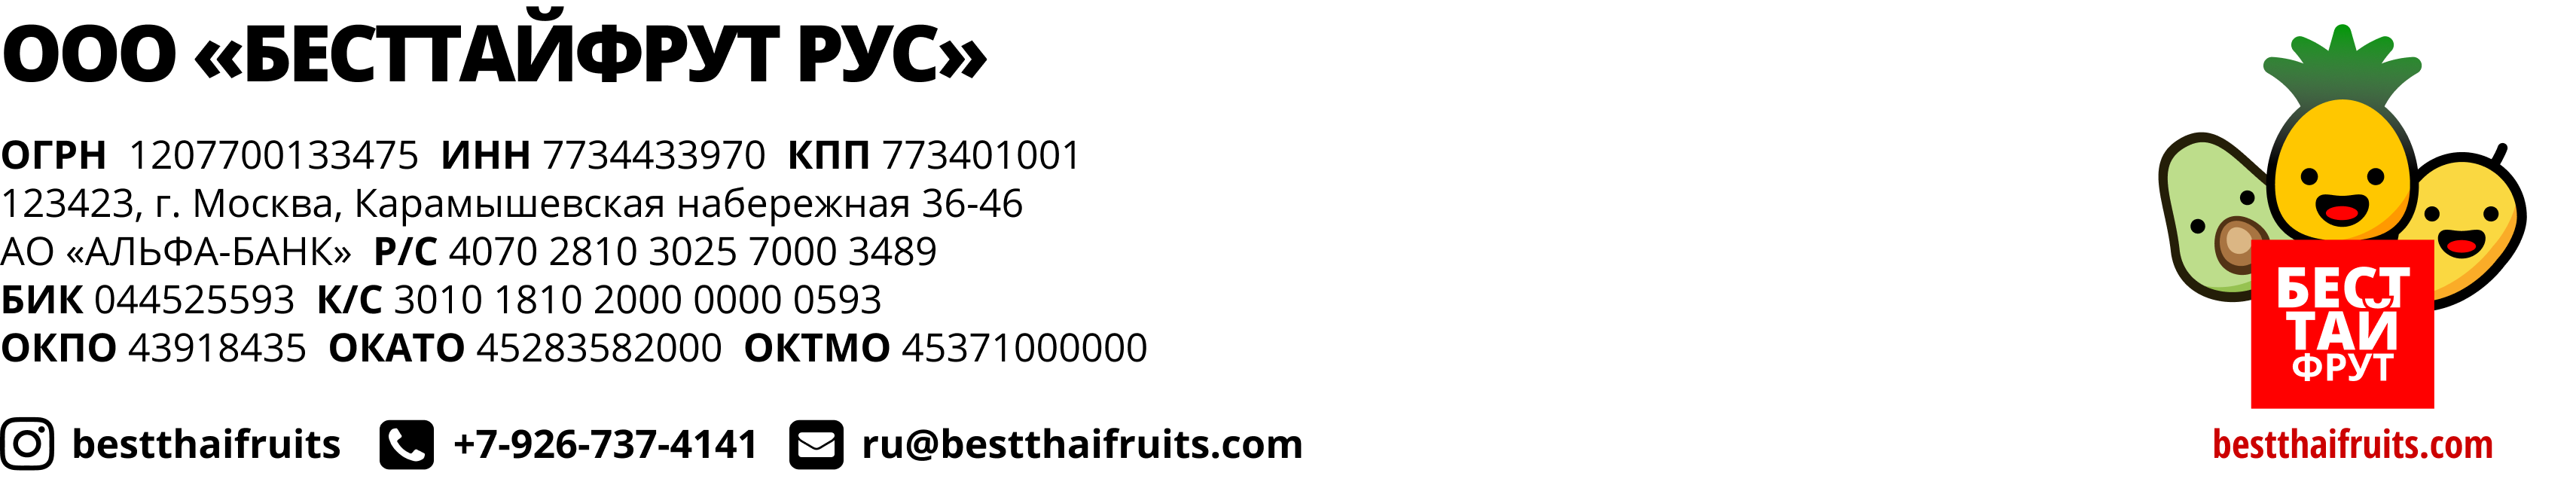 ООО «БЕСТТАЙФРУТ РУС»
ОГРН 1207700133475 ИНН 7734433970 КПП 773401001
123423, г. Москва, Карамышевская набережная 36-46
АО «АЛЬФА-БАНК» Р/С 4070 2810 3025 7000 3489
БИК 044525593 К/С 3010 1810 2000 0000 0593
ОКПО 43918435 ОКАТО 45283582000 ОКТМО 45371000000
bestthaifruits +7-926-737-4141 ru@bestthaifruits.com
БЕСТ
ТАЙ
ФРУТ
bestthaifruits.com